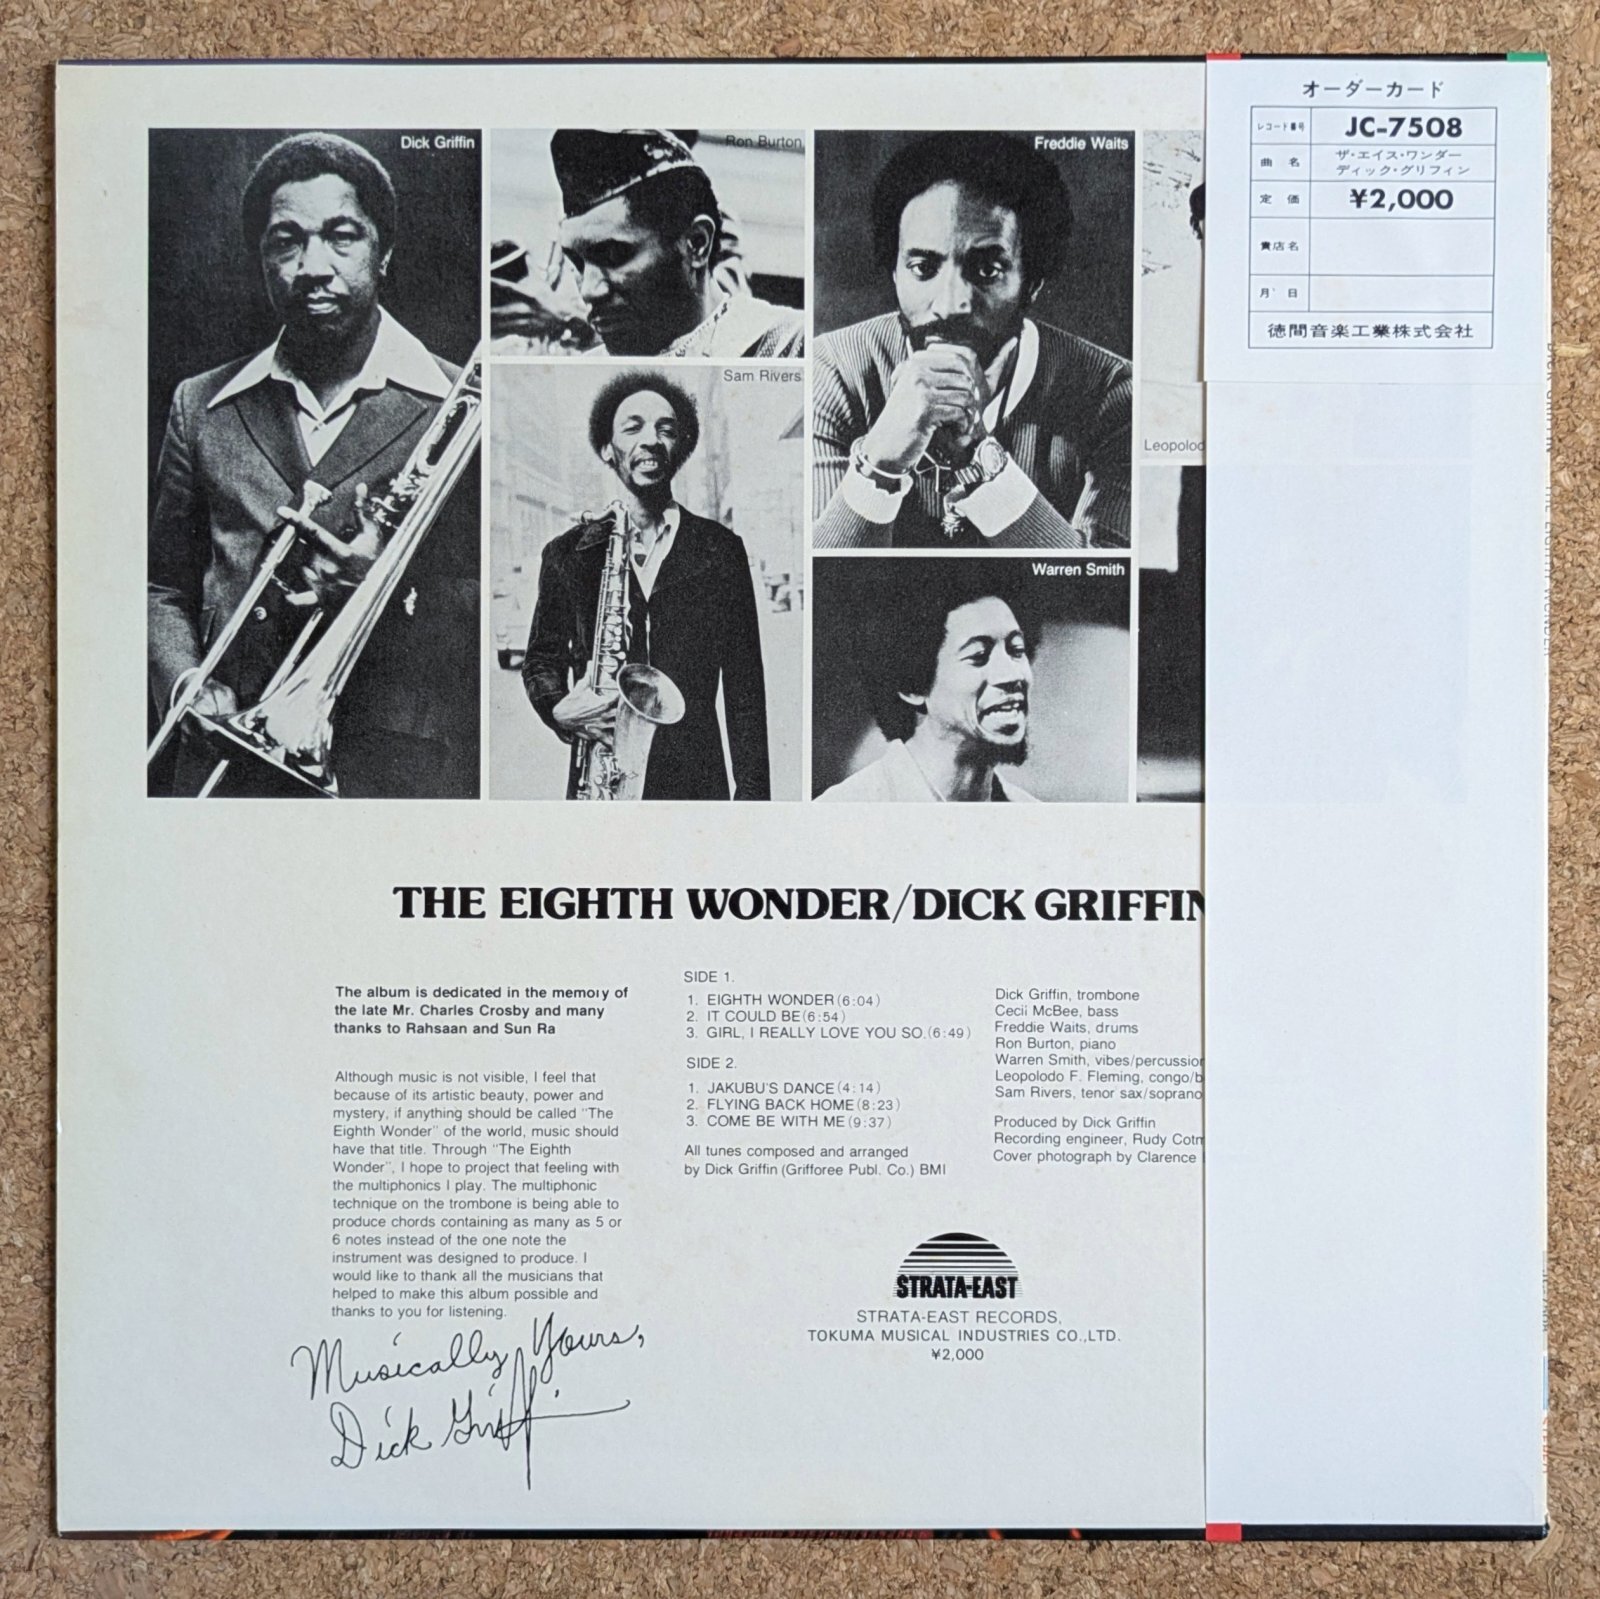 Dick Griffin
Ron Burton
Freddie Waits
Sam Rivers
Leopolod
Warren Smith
オーダーカード
レコード番号 JC-7508
曲 名 ザ・エイス・ワンダー
ディック・グリフィン
定 価 ¥2,000
貴店名
月 日
徳間音楽工業株式会社
THE EIGHTH WONDER/DICK GRIFFIN
The album is dedicated in the memory of
the late Mr. Charles Crosby and many
thanks to Rahsaan and Sun Ra
Although music is not visible, I feel that
because of its artistic beauty, power and
mystery, if anything should be called "The
Eighth Wonder" of the world, music should
have that title. Through "The Eighth
Wonder", I hope to project that feeling with
the multiphonics I play. The multiphonic
technique on the trombone is being able to
produce chords containing as many as 5 or
6 notes instead of the one note the
instrument was designed to produce. I
would like to thank all the musicians that
helped to make this album possible and
thanks to you for listening.
Musically Yours,
Dick Griffin
SIDE 1.
1. EIGHTH WONDER (6:04)
2. IT COULD BE (6:54)
3. GIRL, I REALLY LOVE YOU SO. (6:49)
SIDE 2.
1. JAKUBU'S DANCE (4:14)
2. FLYING BACK HOME (8:23)
3. COME BE WITH ME (9:37)
All tunes composed and arranged
by Dick Griffin (Grifforee Publ. Co.) BMI
Dick Griffin, trombone
Cecil McBee, bass
Freddie Waits, drums
Ron Burton, piano
Warren Smith, vibes/percussion
Leopolodo F. Fleming, congo/b
Sam Rivers, tenor sax/soprano
Produced by Dick Griffin
Recording engineer, Rudy Cotm
Cover photograph by Clarence
STRATA-EAST
STRATA-EAST RECORDS,
TOKUMA MUSICAL INDUSTRIES CO.,LTD.
¥2,000